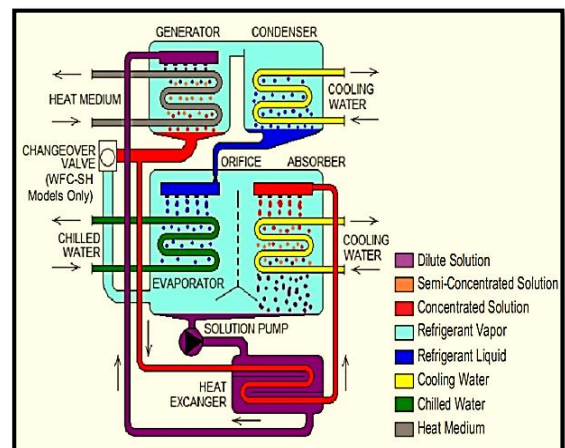 GENERATOR
CONDENSER
HEAT MEDIUM
COOLING
WATER
CHANGEOVER
VALVE
(WFC-SH
Models Only)
ORIFICE
ABSORBER
CHILLED
WATER
COOLING
WATER
EVAPORATOR
SOLUTION PUMP
HEAT
EXCANGER
Dilute Solution
Semi-Concentrated Solution
Concentrated Solution
Refrigerant Vapor
Refrigerant Liquid
Cooling Water
Chilled Water
Heat Medium